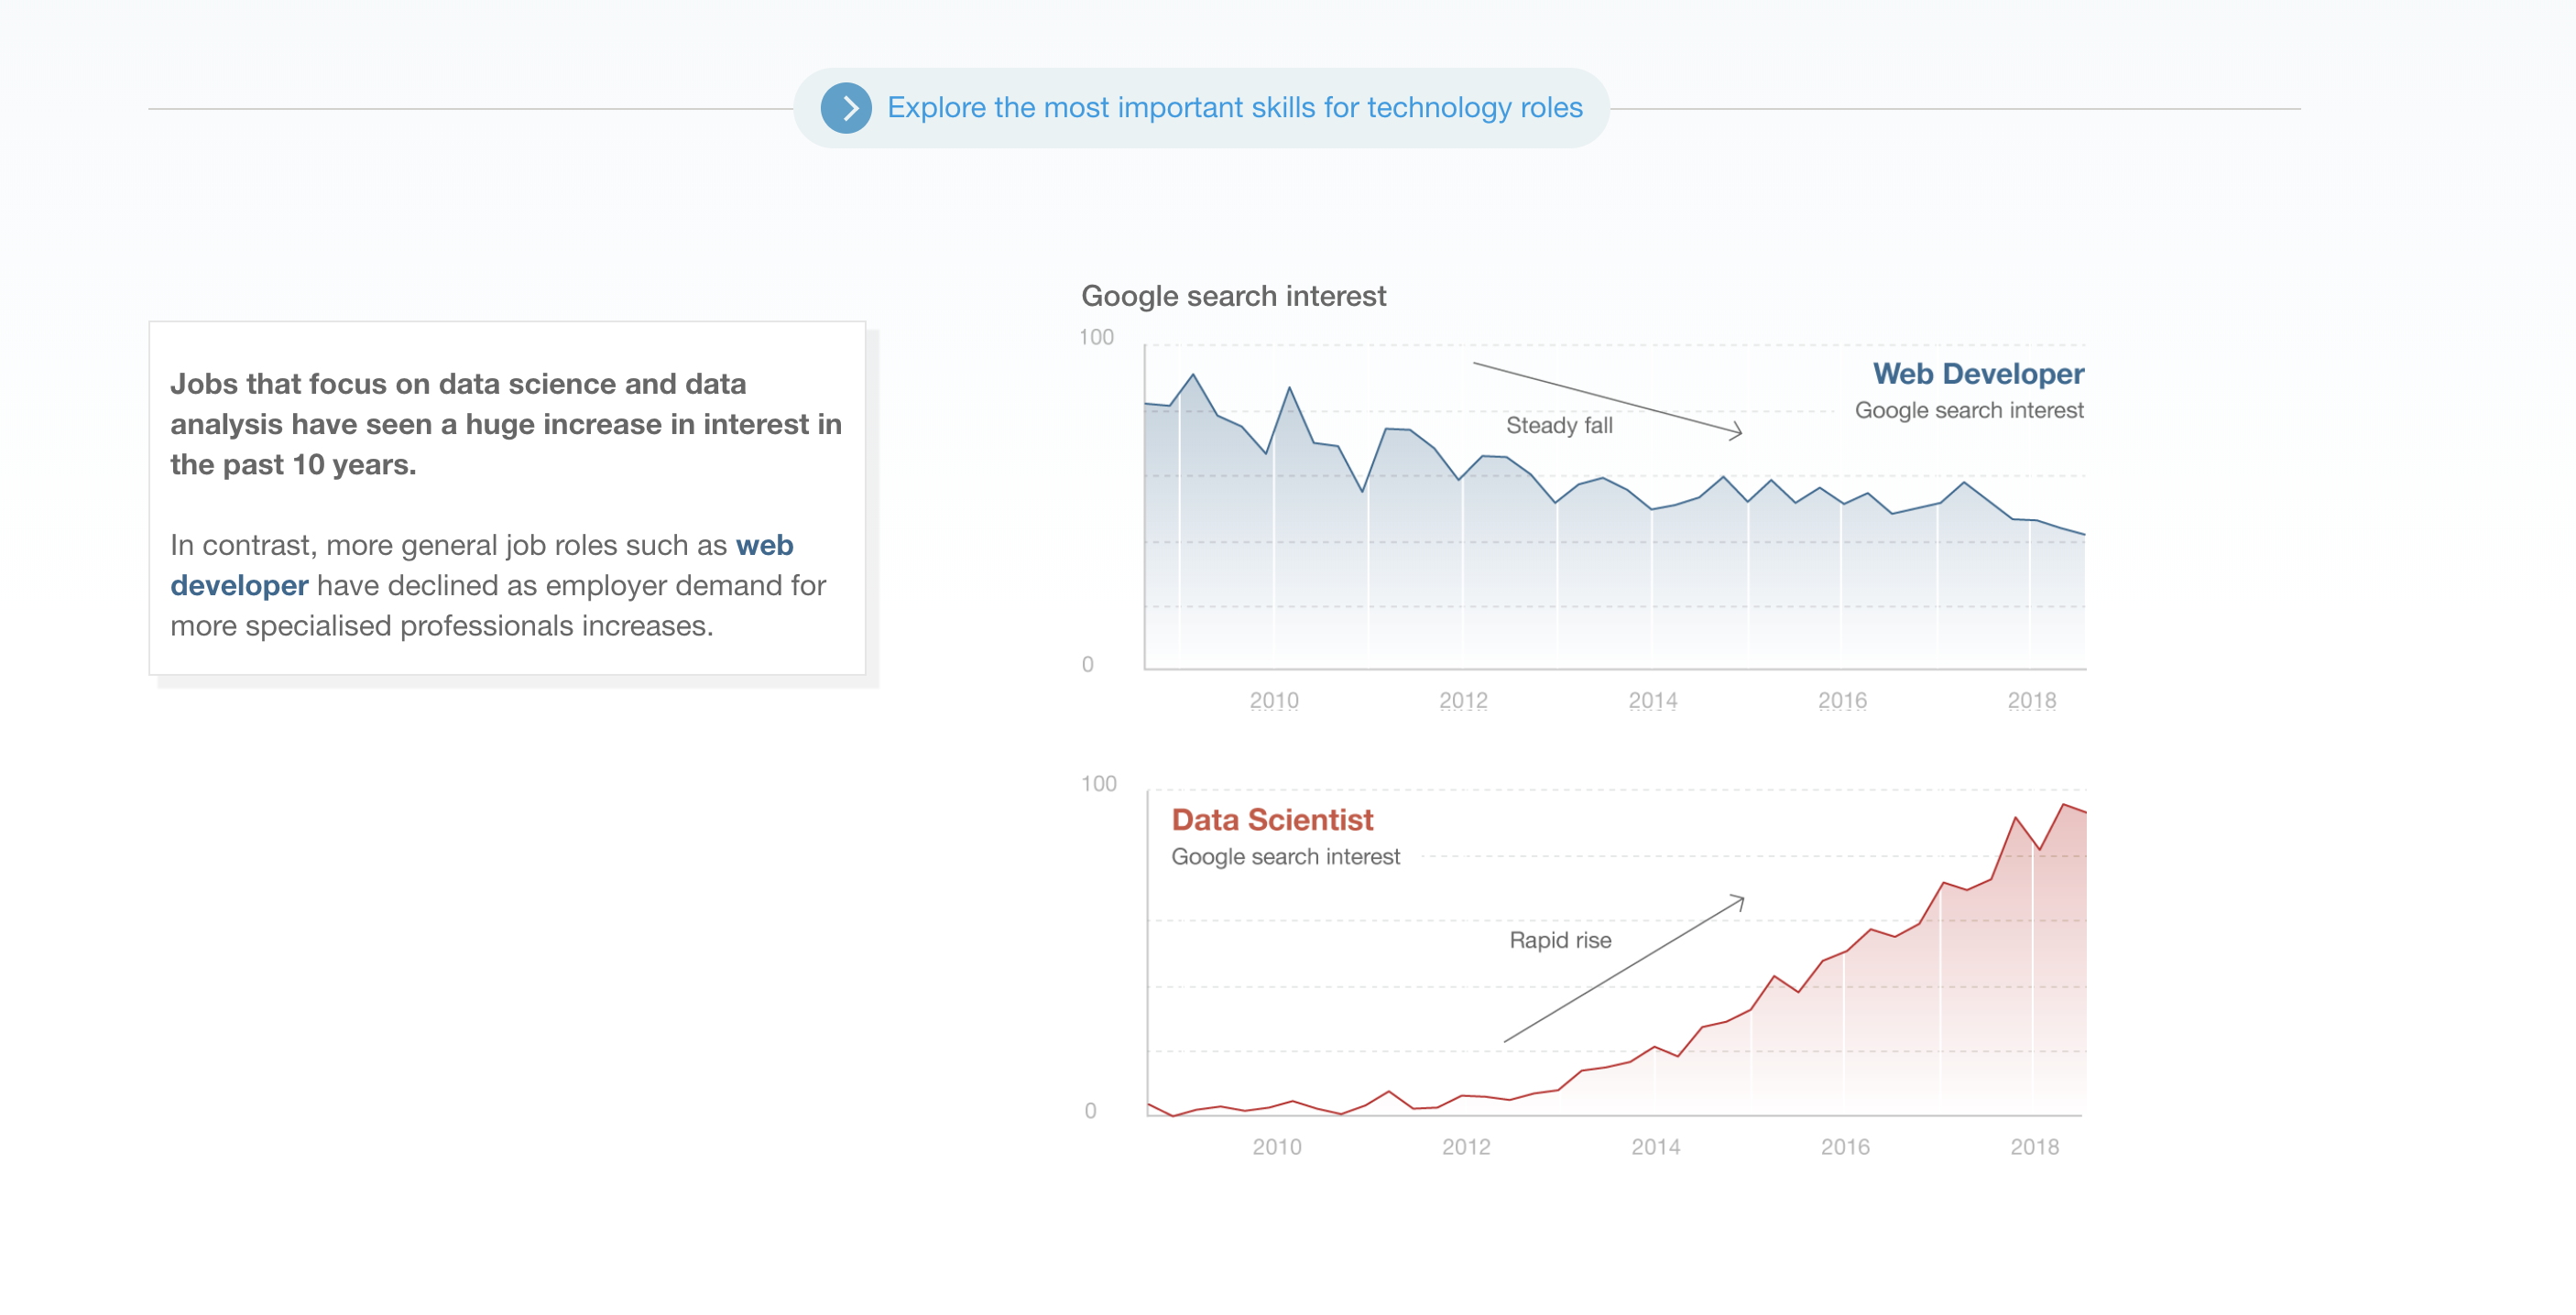 Explore the most important skills for technology roles
Jobs that focus on data science and data
analysis have seen a huge increase in interest in
the past 10 years.
In contrast, more general job roles such as web
developer have declined as employer demand for
more specialised professionals increases.
Google search interest
100
Web Developer
Google search interest
Steady fall
0
2010 2012 2014 2016 2018
100
Data Scientist
Google search interest
Rapid rise
0
2010 2012 2014 2016 2018